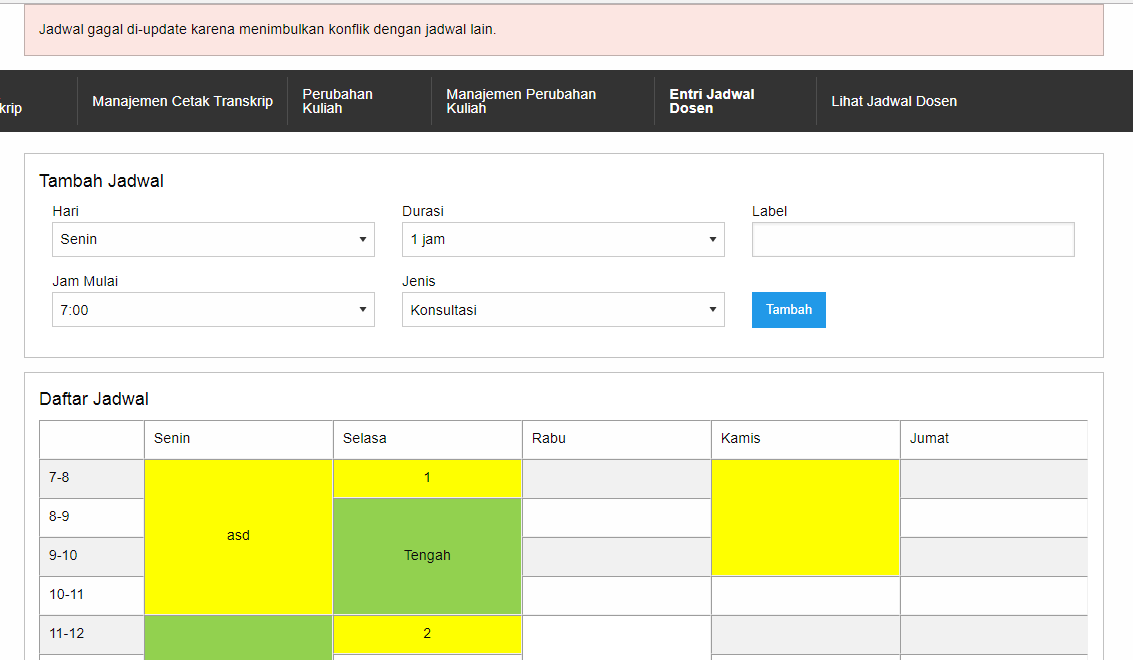 Jadwal gagal di-update karena menimbulkan konflik dengan jadwal lain.
krip
Manajemen Cetak Transkrip
Perubahan
Kuliah
Manajemen Perubahan
Kuliah
Entri Jadwal
Dosen
Lihat Jadwal Dosen
Tambah Jadwal
Hari
Durasi
Label
Senin
1 jam
Jam Mulai
Jenis
7:00
Konsultasi
Tambah
Daftar Jadwal
Senin
Selasa
Rabu
Kamis
Jumat
7-8
1
8-9
asd
9-10
Tengah
10-11
11-12
2